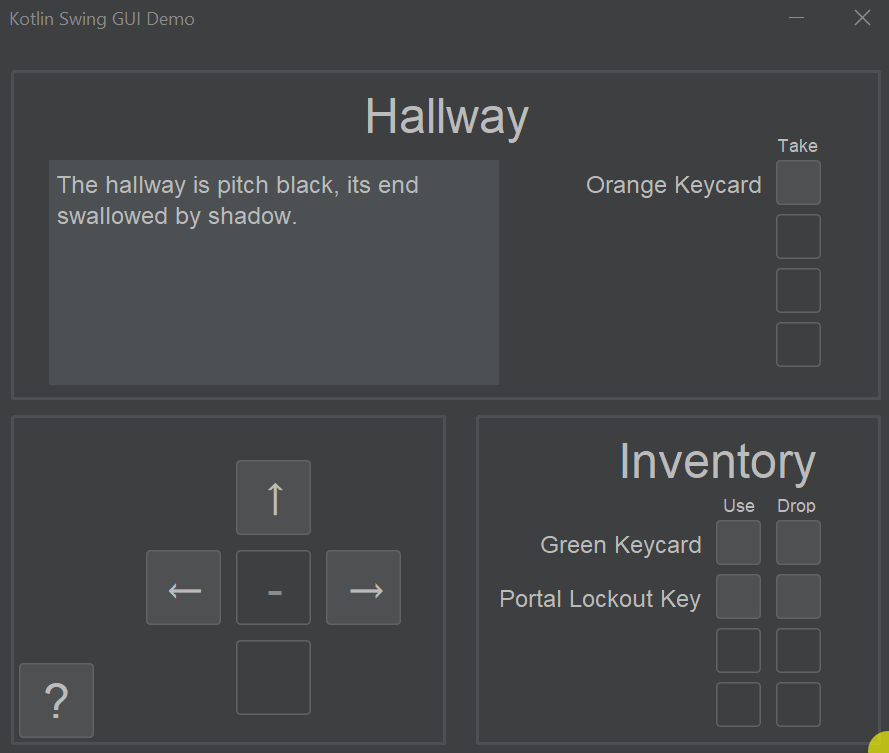 Kotlin Swing GUI Demo
Hallway
Take
The hallway is pitch black, its end
swallowed by shadow.
Orange Keycard
↑
← - →
?
Inventory
Use Drop
Green Keycard
Portal Lockout Key